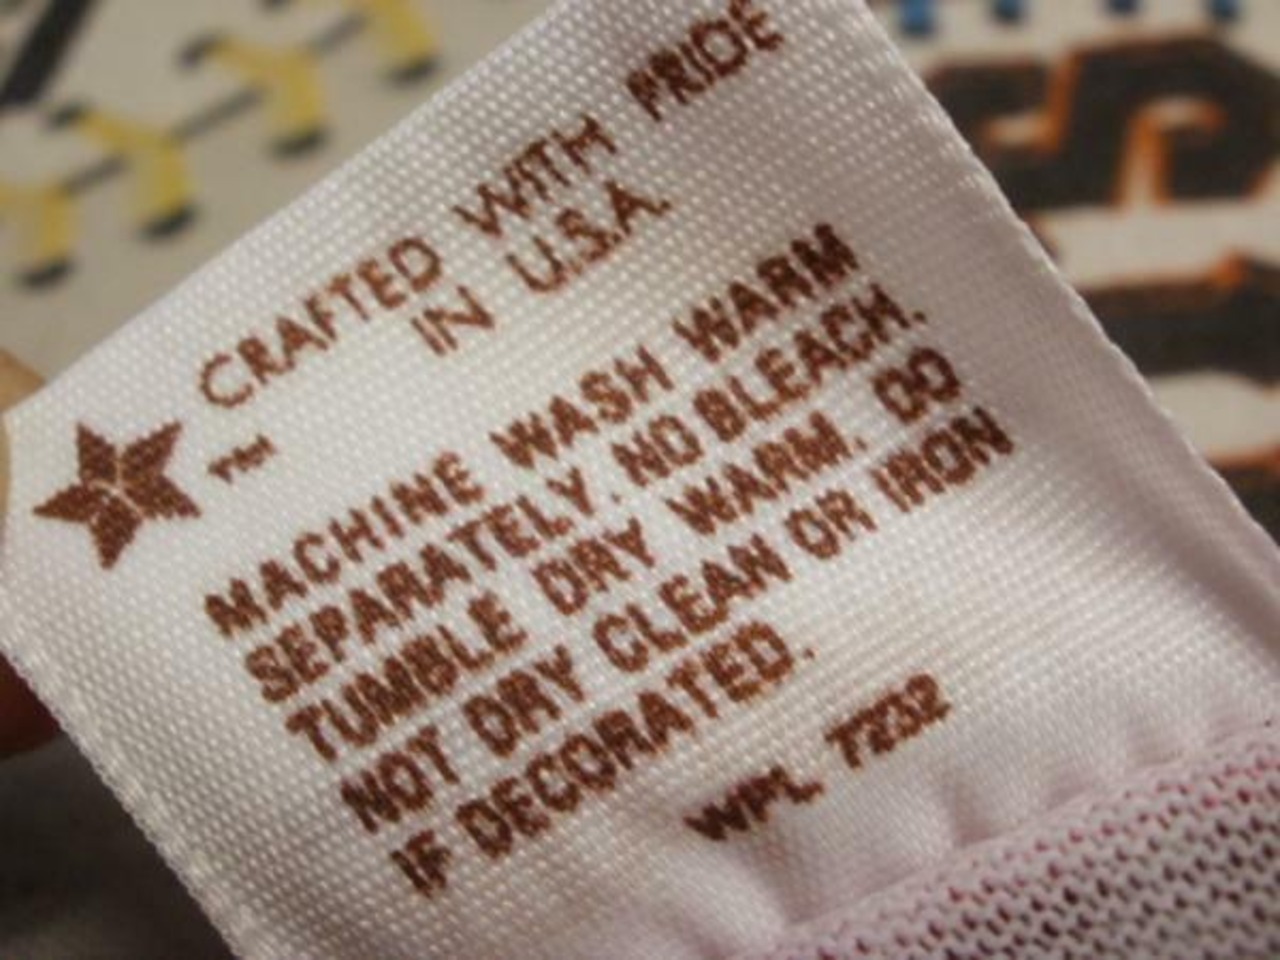 CRAFTED WITH PRIDE
IN U.S.A.
™
MACHINE WASH WARM
SEPARATELY. NO BLEACH.
TUMBLE DRY WARM. DO
NOT DRY CLEAN OR IRON
IF DECORATED.
WPL 7232